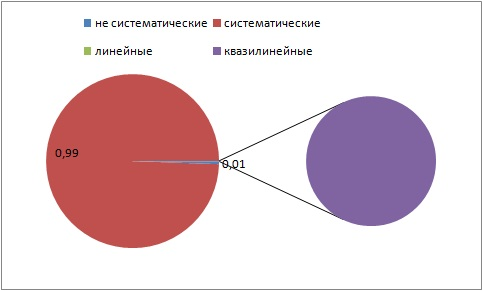 не систематические систематические
линейные квазилинейные
0,99
0,01